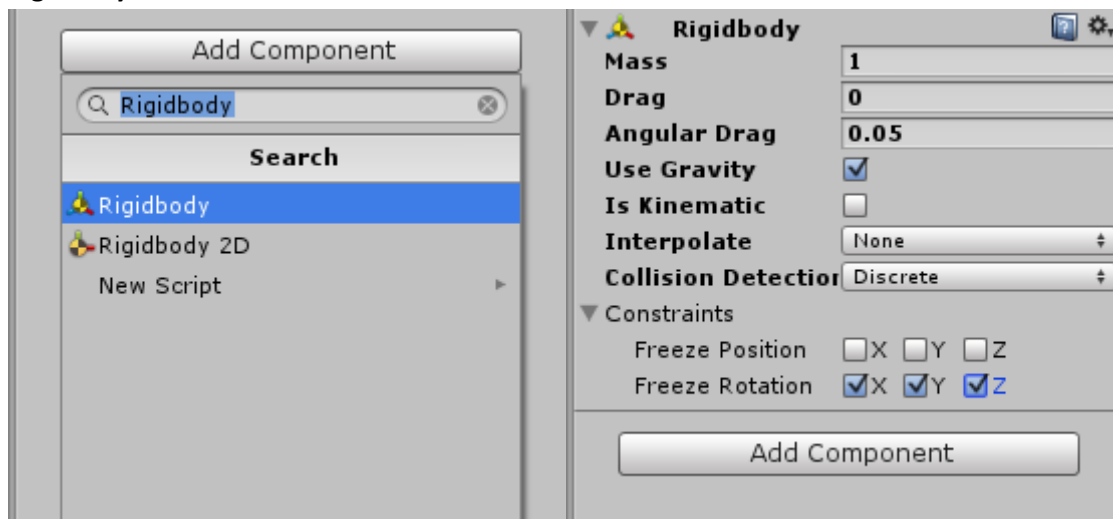 Add Component
Rigidbody
Search
Rigidbody
Rigidbody 2D
New Script
Rigidbody
Mass 1
Drag 0
Angular Drag 0.05
Use Gravity
Is Kinematic
Interpolate None
Collision Detection Discrete
Constraints
Freeze Position X Y Z
Freeze Rotation X Y Z
Add Component